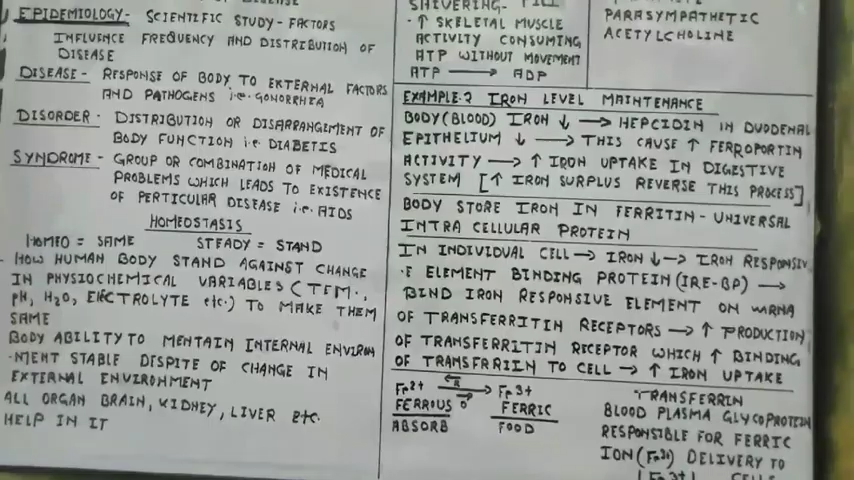 EPIDEMIOLOGY- SCIENTIFIC STUDY - FACTORS
INFLUENCE FREQUENCY AND DISTRIBUTION OF
DISEASE
DISEASE - RESPONSE OF BODY TO EXTERNAL FACTORS
AND PATHOGENS i.e. GONORRHEA
DISORDER - DISTRIBUTION OR DISARRANGEMENT OF
BODY FUNCTION i.e DIABETIS
SYNDROME - GROUP OR COMBINATION OF MEDICAL
PROBLEMS WHICH LEADS TO EXISTENCE
OF PERTICULAR DISEASE i.e. AIDS
HOMEOSTASIS
HOMEO = SAME STEADY = STAND
- HOW HUMAN BODY STAND AGAINST CHANGE
IN PHYSIOCHEMICAL VARIABLES (TEM.,
PH, H2O, ELECTROLYTE etc.) TO MAKE THEM
SAME
BODY ABILITY TO MENTAIN INTERNAL ENVIRON
-MENT STABLE DESPITE OF CHANGE IN
EXTERNAL ENVIRONMENT
ALL ORGAN BRAIN, KIDNEY, LIVER etc.
HELP IN IT
SHIVERING-
↑ SKELETAL MUSCLE
ACTIVITY CONSUMING
ATP WITHOUT MOVEMENT
ATP → ADP
PARASYMPATHETIC
ACETYLCHOLINE
EXAMPLE-2 IRON LEVEL MAINTENANCE
BODY (BLOOD) IRON ↓ → HEPCIDIN IN DUODENAL
EPITHELIUM ↓ → THIS CAUSE ↑ FERROPORTIN
ACTIVITY → ↑ IRON UPTAKE IN DIGESTIVE
SYSTEM [↑ IRON SURPLUS REVERSE THIS PROCESS]
BODY STORE IRON IN FERRITIN - UNIVERSAL
INTRA CELLULAR PROTEIN
IN INDIVIDUAL CELL → IRON ↓ → IRON RESPONSIV
-E ELEMENT BINDING PROTEIN (IRE-BP) →
BIND IRON RESPONSIVE ELEMENT ON mRNA
OF TRANSFERRITIN RECEPTORS → ↑ PRODUCTION
OF TRANSFERRITIN RECEPTOR WHICH ↑ BINDING
OF TRANSFRRIIN TO CELL → ↑ IRON UPTAKE
Fe2+ ⇌ Fe3+
FERROUS FERRIC
ABSORB FOOD
TRANSFERRIN
BLOOD PLASMA GLYCOPROTEIN
RESPONSIBLE FOR FERRIC
ION (Fe3+) DELIVERY TO